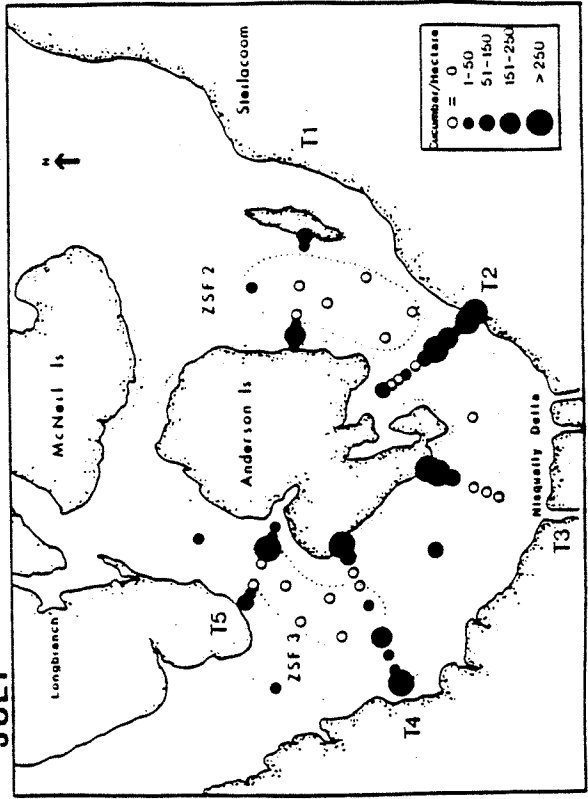 JULY
N
McNeil Is
Steilacoom
Longbranch
Anderson Is
ZSF 2
ZSF 3
T1
T2
T3
T4
T5
Nisqually Delta
Cucumber/Hectare
= 0
1-50
51-150
151-250
> 250